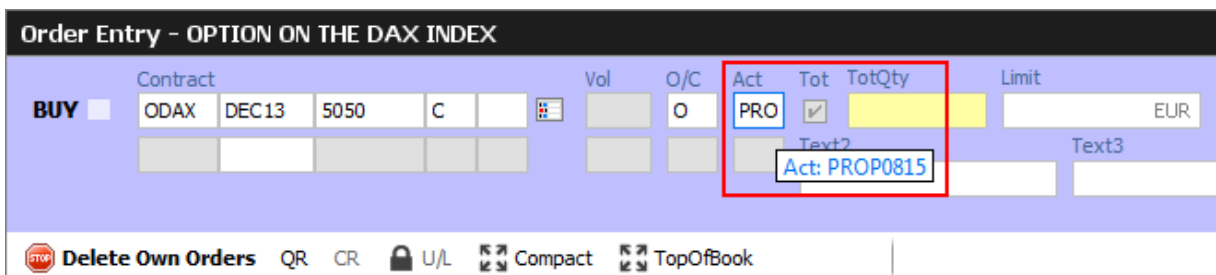 Order Entry - OPTION ON THE DAX INDEX
Contract Vol O/C Act Tot TotQty Limit
BUY ODAX DEC13 5050 C O PRO EUR
Text2 Text3
Act: PROP0815
STOP Delete Own Orders QR CR U/L Compact TopOfBook